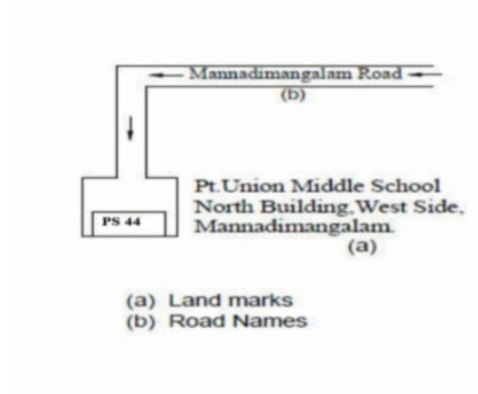 Mannadimangalam Road
(b)
Pt.Union Middle School
North Building,West Side,
PS 44
Mannadimangalam.
(a)
(a) Land marks
(b) Road Names